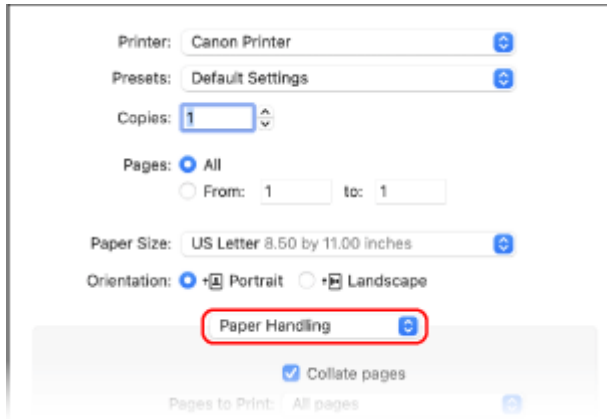 Printer: Canon Printer
Presets: Default Settings
Copies: 1
Pages: All
From: 1 to: 1
Paper Size: US Letter 8.50 by 11.00 inches
Orientation: Portrait Landscape
Paper Handling
Collate pages
Pages to Print: All pages